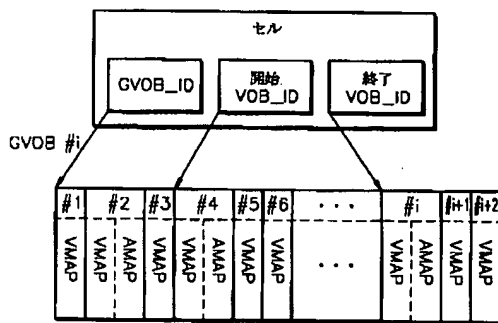 セル
GVOB_ID
開始
VOB_ID
終了
VOB_ID
GVOB #i
#1 #2 #3 #4 #5 #6 ··· #i #i+1 #i+2
VMAP VMAP AMAP VMAP VMAP AMAP VMAP VMAP ··· VMAP AMAP VMAP VMAP